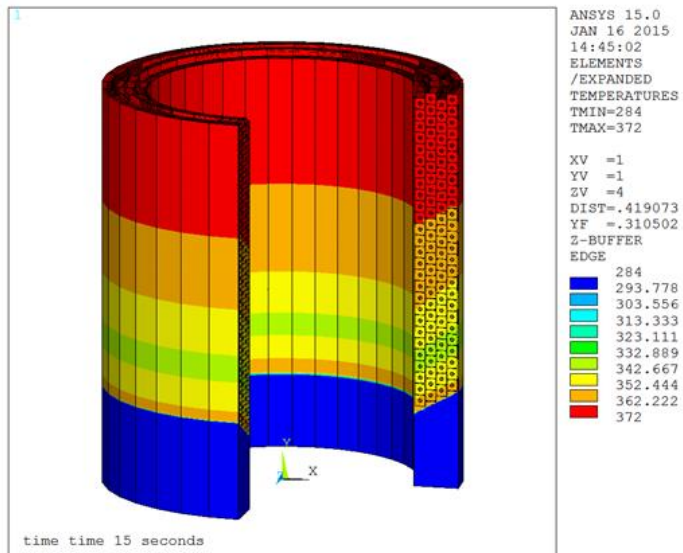 1
ANSYS 15.0
JAN 16 2015
14:45:02
ELEMENTS
/EXPANDED
TEMPERATURES
TMIN=284
TMAX=372
XV =1
YV =1
ZV =4
DIST=.419073
YF =.310502
Z-BUFFER
EDGE
284
293.778
303.556
313.333
323.111
332.889
342.667
352.444
362.222
372
Y
Z
X
time time 15 seconds